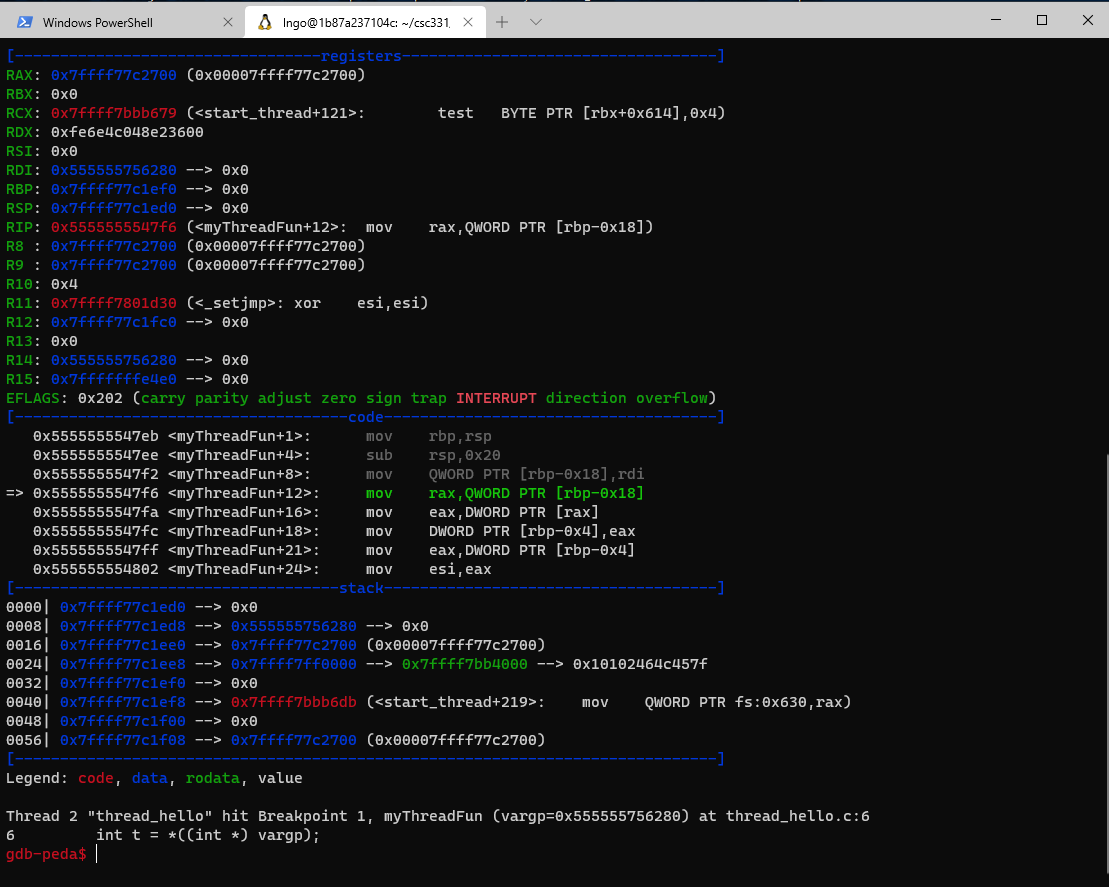 Windows PowerShell
lngo@1b87a237104c: ~/csc331,
[----------------------------------registers-----------------------------------]
RAX: 0x7ffff77c2700 (0x00007ffff77c2700)
RBX: 0x0
RCX: 0x7ffff7bbb679 (<start_thread+121>:        test   BYTE PTR [rbx+0x614],0x4)
RDX: 0xfe6e4c048e23600
RSI: 0x0
RDI: 0x555555756280 --> 0x0
RBP: 0x7ffff77c1ef0 --> 0x0
RSP: 0x7ffff77c1ed0 --> 0x0
RIP: 0x5555555547f6 (<myThreadFun+12>:  mov    rax,QWORD PTR [rbp-0x18])
R8 : 0x7ffff77c2700 (0x00007ffff77c2700)
R9 : 0x7ffff77c2700 (0x00007ffff77c2700)
R10: 0x4
R11: 0x7ffff7801d30 (<_setjmp>: xor    esi,esi)
R12: 0x7ffff77c1fc0 --> 0x0
R13: 0x0
R14: 0x555555756280 --> 0x0
R15: 0x7fffffffe4e0 --> 0x0
EFLAGS: 0x202 (carry parity adjust zero sign trap INTERRUPT direction overflow)
[-------------------------------------code-------------------------------------]
   0x5555555547eb <myThreadFun+1>:      mov    rbp,rsp
   0x5555555547ee <myThreadFun+4>:      sub    rsp,0x20
   0x5555555547f2 <myThreadFun+8>:      mov    QWORD PTR [rbp-0x18],rdi
=> 0x5555555547f6 <myThreadFun+12>:     mov    rax,QWORD PTR [rbp-0x18]
   0x5555555547fa <myThreadFun+16>:     mov    eax,DWORD PTR [rax]
   0x5555555547fc <myThreadFun+18>:     mov    DWORD PTR [rbp-0x4],eax
   0x5555555547ff <myThreadFun+21>:     mov    eax,DWORD PTR [rbp-0x4]
   0x555555554802 <myThreadFun+24>:     mov    esi,eax
[------------------------------------stack-------------------------------------]
0000| 0x7ffff77c1ed0 --> 0x0
0008| 0x7ffff77c1ed8 --> 0x555555756280 --> 0x0
0016| 0x7ffff77c1ee0 --> 0x7ffff77c2700 (0x00007ffff77c2700)
0024| 0x7ffff77c1ee8 --> 0x7ffff7ff0000 --> 0x7ffff7bb4000 --> 0x10102464c457f
0032| 0x7ffff77c1ef0 --> 0x0
0040| 0x7ffff77c1ef8 --> 0x7ffff7bbb6db (<start_thread+219>:    mov    QWORD PTR fs:0x630,rax)
0048| 0x7ffff77c1f00 --> 0x0
0056| 0x7ffff77c1f08 --> 0x7ffff77c2700 (0x00007ffff77c2700)
[------------------------------------------------------------------------------]
Legend: code, data, rodata, value
Thread 2 "thread_hello" hit Breakpoint 1, myThreadFun (vargp=0x555555756280) at thread_hello.c:6
6         int t = *((int *) vargp);
gdb-peda$